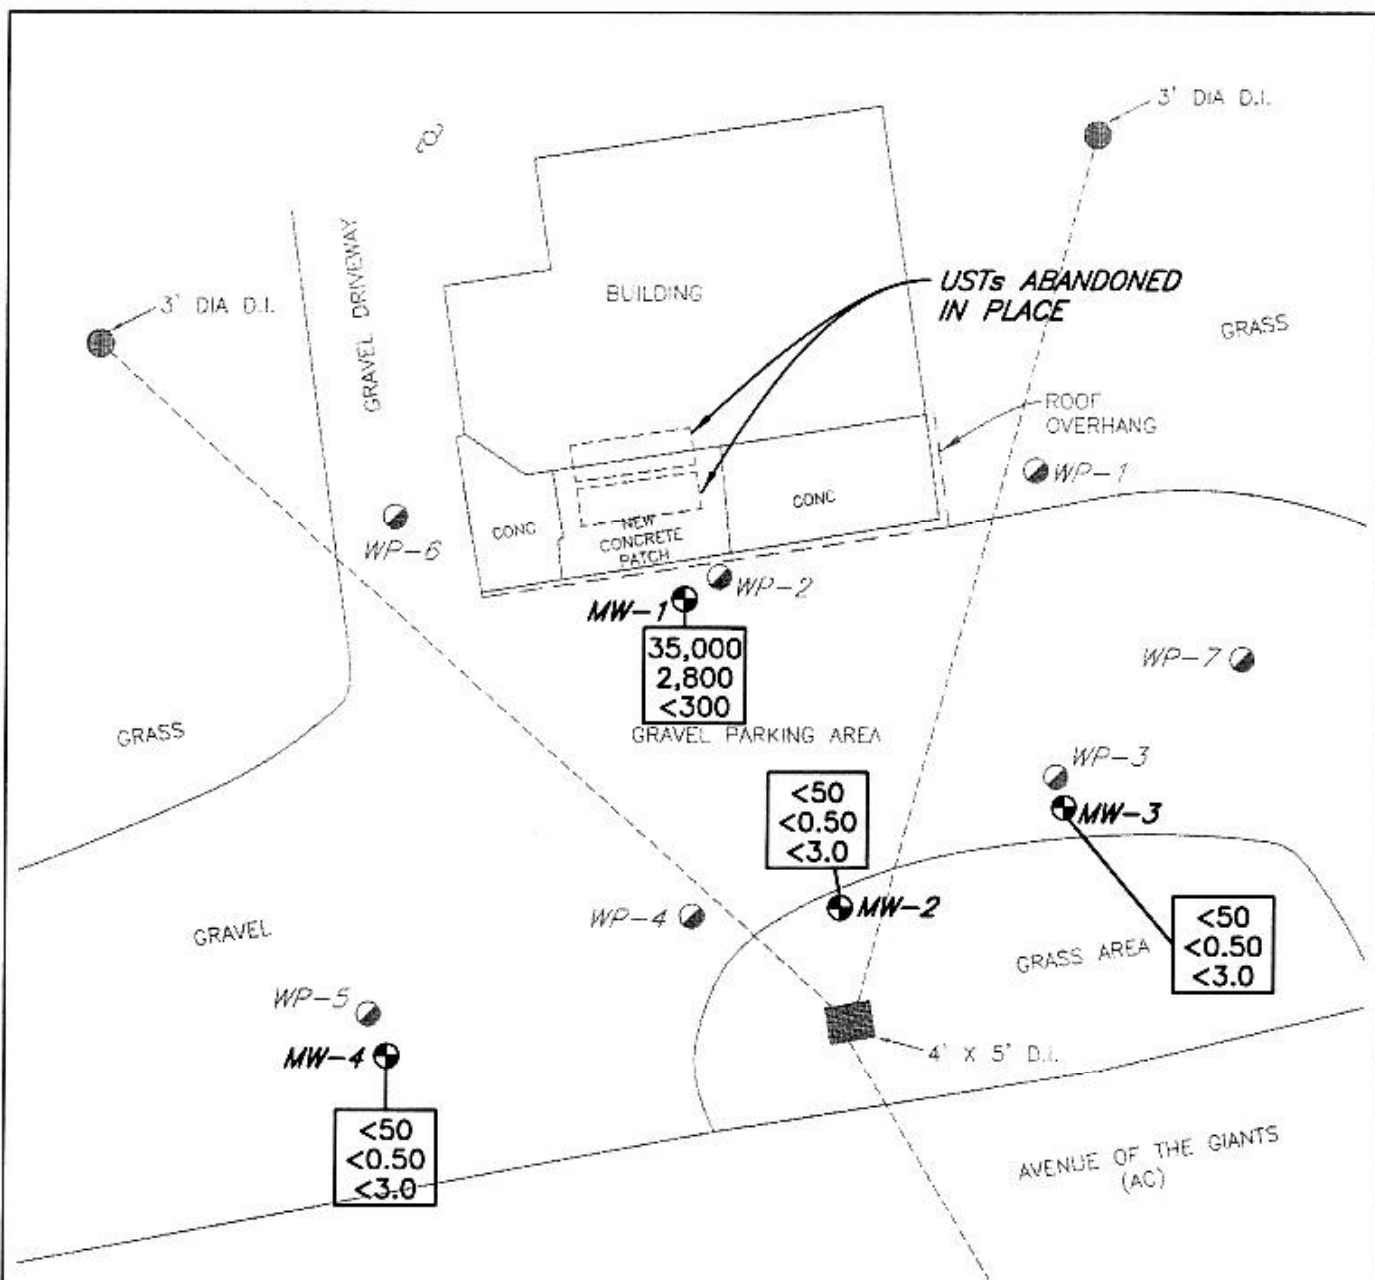 3' DIA D.I.
3' DIA D.I.
GRAVEL DRIVEWAY
BUILDING
USTs ABANDONED
IN PLACE
GRASS
ROOF
OVERHANG
WP-1
CONC
CONC
NEW
CONCRETE
PATCH
WP-6
WP-2
MW-1
35,000
2,800
<300
WP-7
GRASS
GRAVEL PARKING AREA
WP-3
MW-3
<50
<0.50
<3.0
MW-2
WP-4
GRAVEL
GRASS AREA
<50
<0.50
<3.0
WP-5
MW-4
4' X 5' D.I.
<50
<0.50
<3.0
AVENUE OF THE GIANTS
(AC)